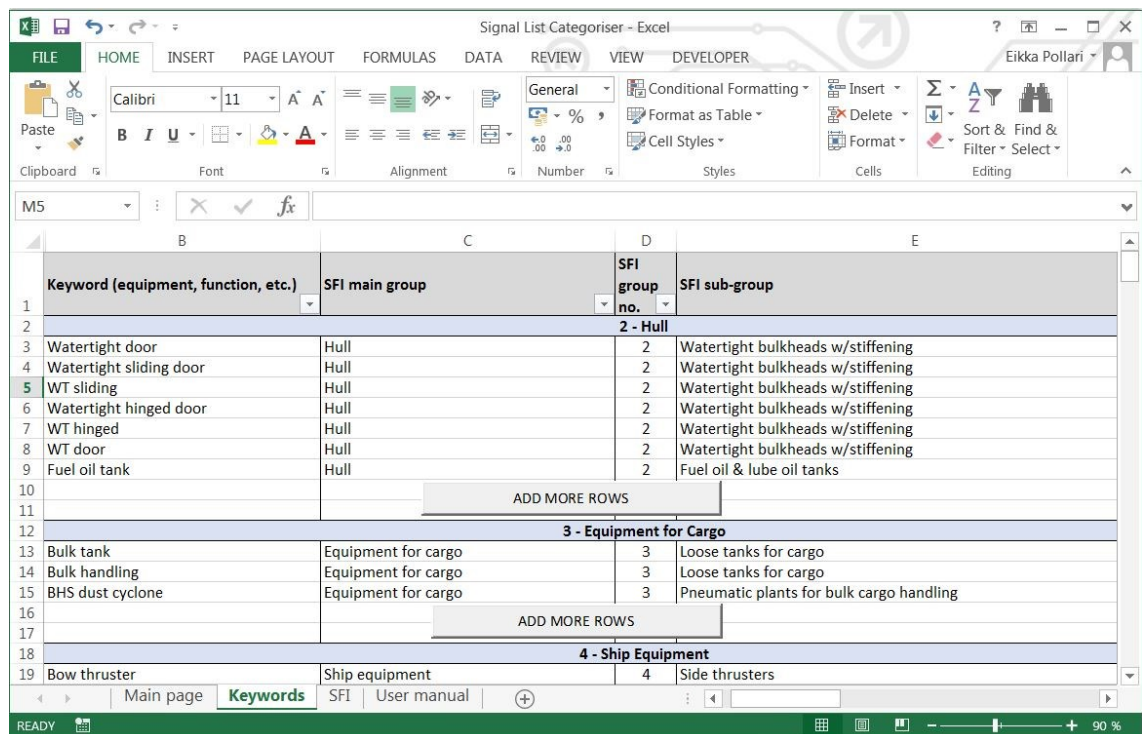 Signal List Categoriser - Excel
?
FILE HOME INSERT PAGE LAYOUT FORMULAS DATA REVIEW VIEW DEVELOPER Eikka Pollari
Calibri 11 A A General Conditional Formatting Insert Σ A Z
Paste B I U A % , Format as Table Delete Sort & Find &
.00 .00 Cell Styles Format Filter Select
Clipboard Font Alignment Number Styles Cells Editing
M5 fx
B C D E
1 Keyword (equipment, function, etc.) SFI main group SFI group no. SFI sub-group
2 2 - Hull
3 Watertight door Hull 2 Watertight bulkheads w/stiffening
4 Watertight sliding door Hull 2 Watertight bulkheads w/stiffening
5 WT sliding Hull 2 Watertight bulkheads w/stiffening
6 Watertight hinged door Hull 2 Watertight bulkheads w/stiffening
7 WT hinged Hull 2 Watertight bulkheads w/stiffening
8 WT door Hull 2 Watertight bulkheads w/stiffening
9 Fuel oil tank Hull 2 Fuel oil & lube oil tanks
10 ADD MORE ROWS
11
12 3 - Equipment for Cargo
13 Bulk tank Equipment for cargo 3 Loose tanks for cargo
14 Bulk handling Equipment for cargo 3 Loose tanks for cargo
15 BHS dust cyclone Equipment for cargo 3 Pneumatic plants for bulk cargo handling
16 ADD MORE ROWS
17
18 4 - Ship Equipment
19 Bow thruster Ship equipment 4 Side thrusters
Main page Keywords SFI User manual
READY 90 %